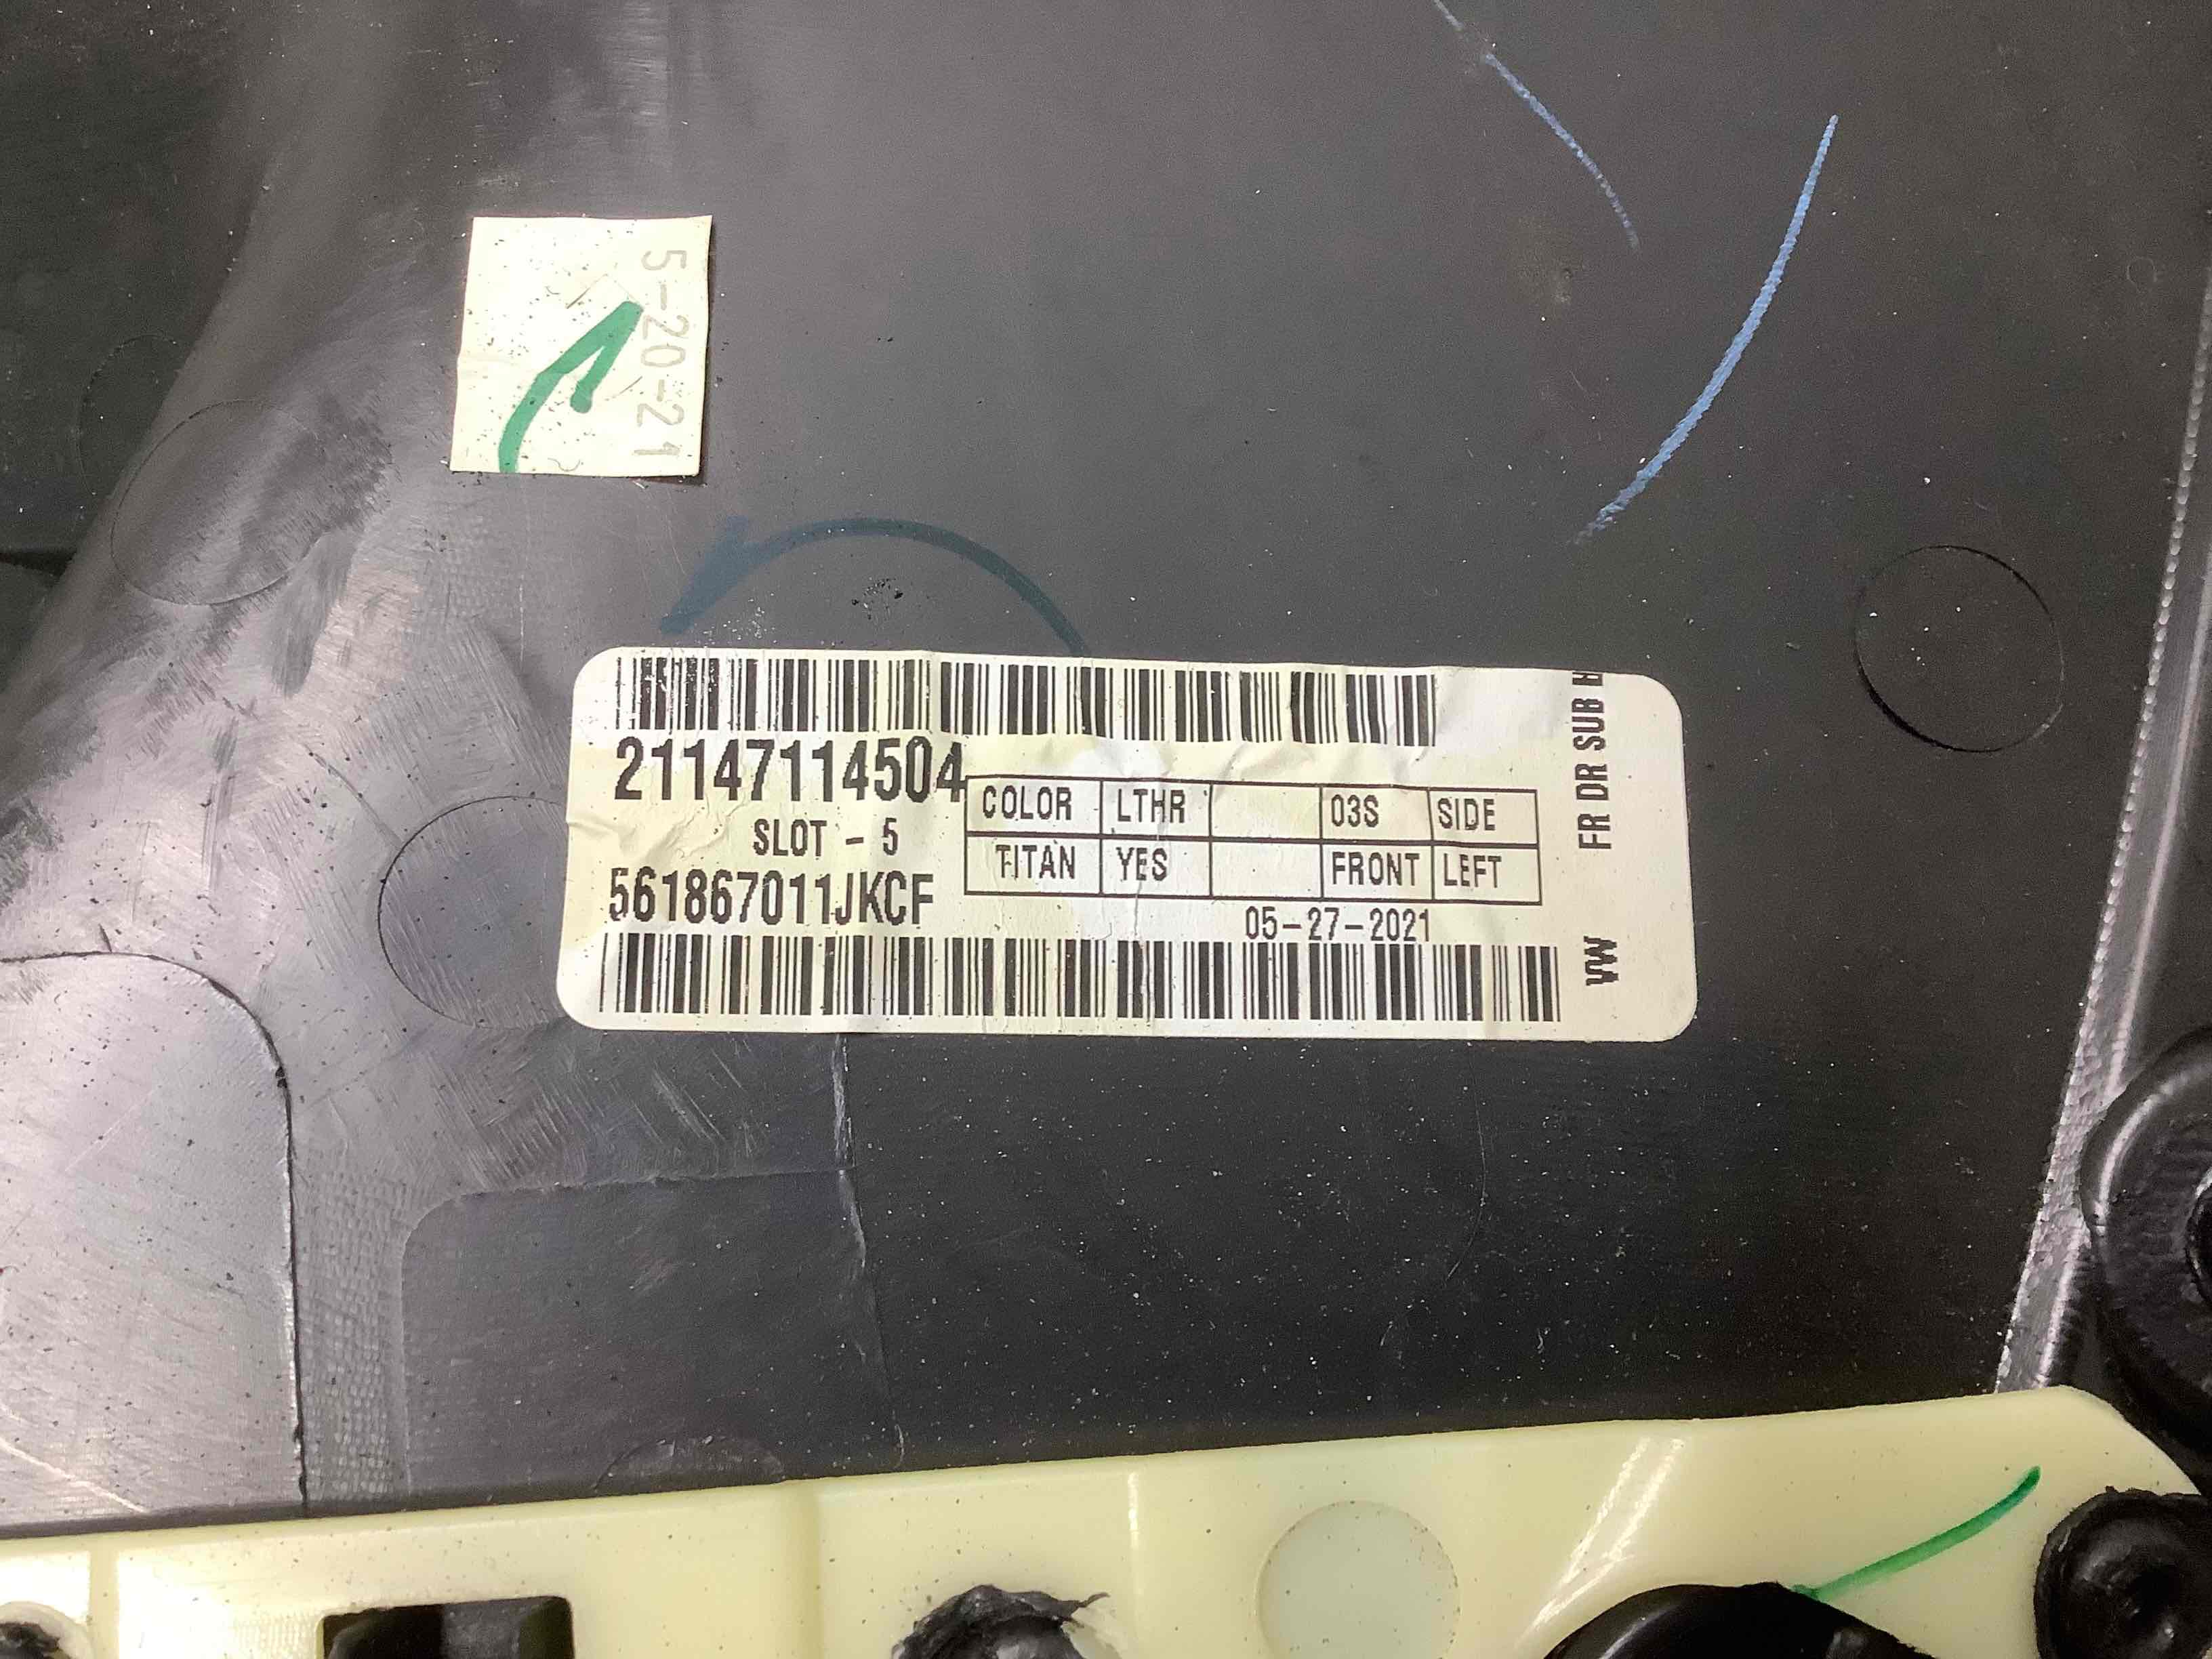 5-20-21
21147114504
SLOT - 5
561867011JKCF
COLOR LTHR 03S SIDE
TITAN YES FRONT LEFT
05-27-2021
VW FR DR SUB